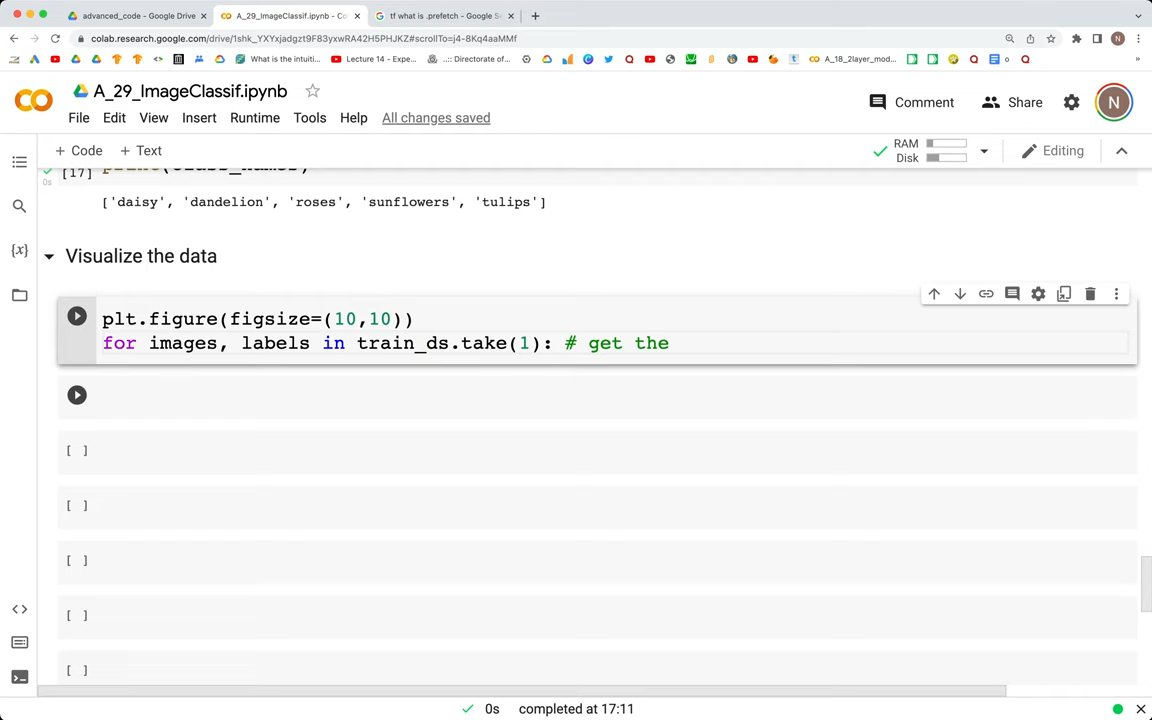 advanced_code - Google Drive
A_29_ImageClassif.ipynb - Co
tf what is .prefetch - Google S
colab.research.google.com/drive/1shk_YXYxjadgzt9F83yxwRA42H5PHJKZ#scrollTo=j4-8Kq4aaMMf
N
What is the intuiti...
Lecture 14 - Expe...
..:: Directorate of...
A_18_2layer_mod...
A_29_ImageClassif.ipynb
Comment
Share
N
File Edit View Insert Runtime Tools Help All changes saved
+ Code + Text
RAM
Disk
Editing
[17]
0s
['daisy', 'dandelion', 'roses', 'sunflowers', 'tulips']
Visualize the data
plt.figure(figsize=(10,10))
for images, labels in train_ds.take(1): # get the
[ ]
[ ]
[ ]
[ ]
[ ]
0s completed at 17:11